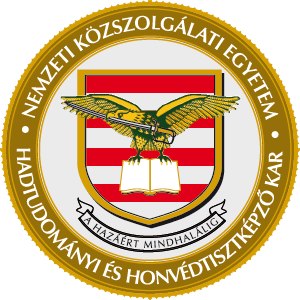 NEMZETI KÖZSZOLGÁLATI EGYETEM
HADTUDOMÁNYI ÉS HONVÉDTISZTKÉPZŐ KAR
A HAZÁÉRT MINDHALÁLIG